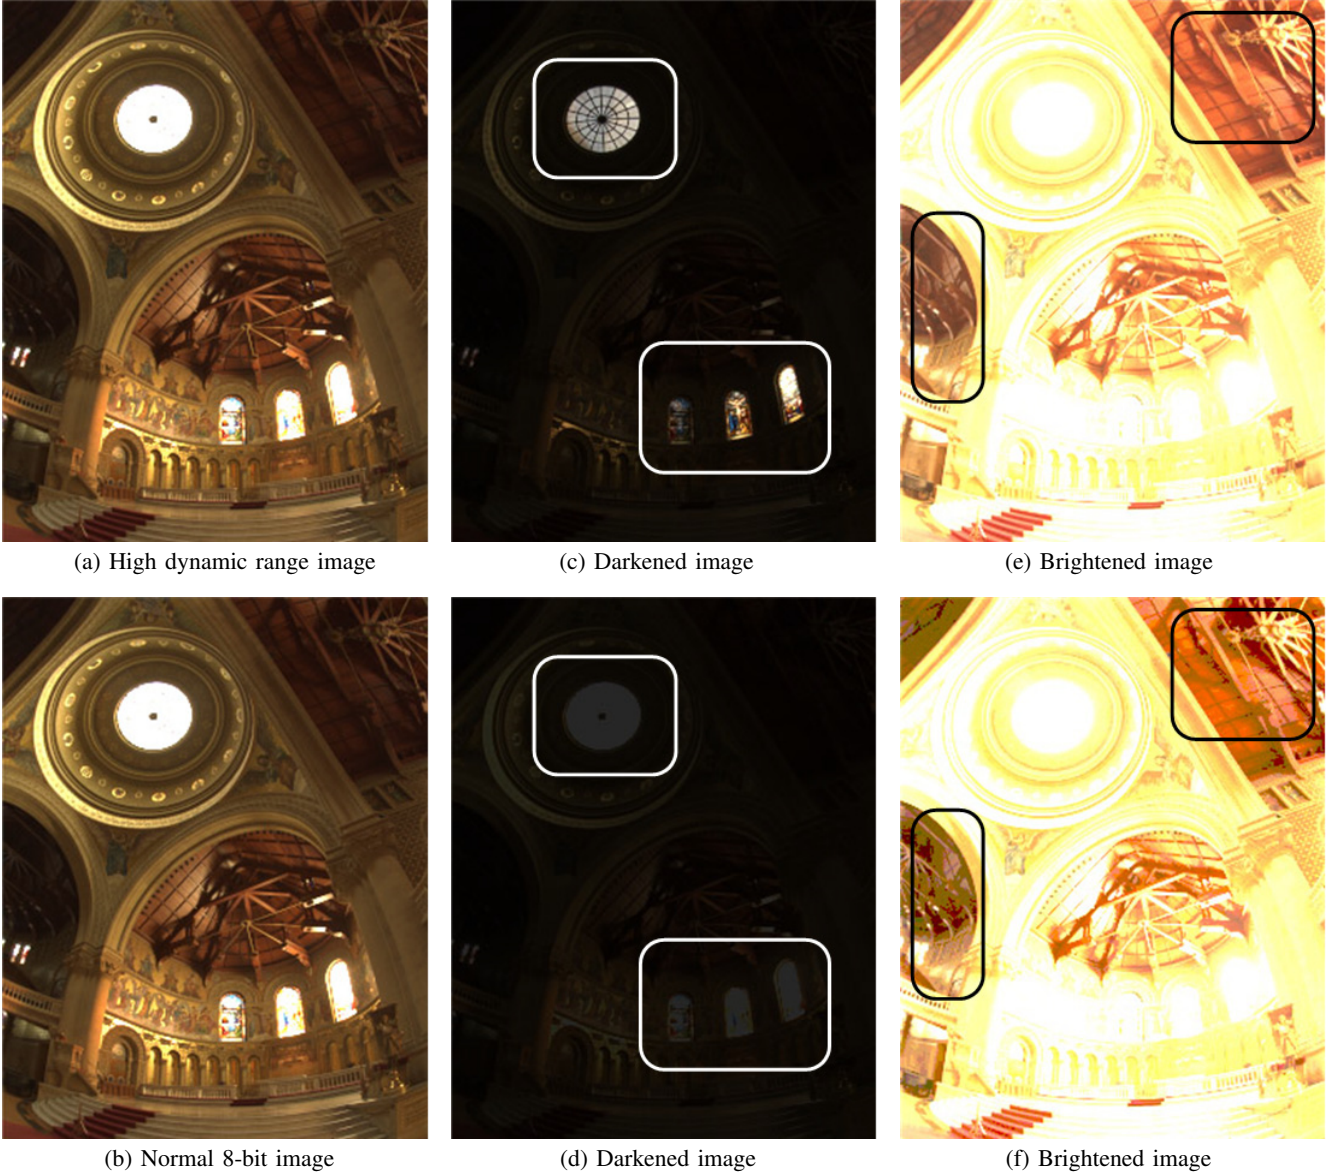 (a) High dynamic range image
(c) Darkened image
(e) Brightened image
(b) Normal 8-bit image
(d) Darkened image
(f) Brightened image